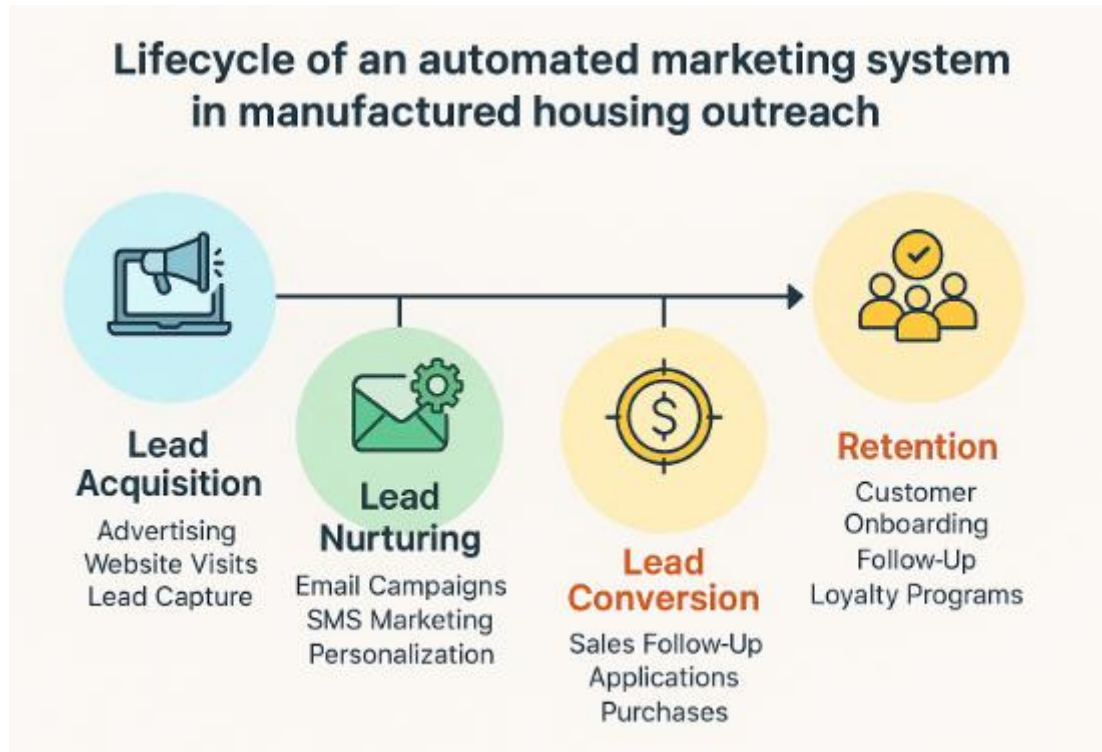 Lifecycle of an automated marketing system
in manufactured housing outreach
Lead
Acquisition
Advertising
Website Visits
Lead Capture
Lead
Nurturing
Email Campaigns
SMS Marketing
Personalization
$
Lead
Conversion
Sales Follow-Up
Applications
Purchases
Retention
Customer
Onboarding
Follow-Up
Loyalty Programs